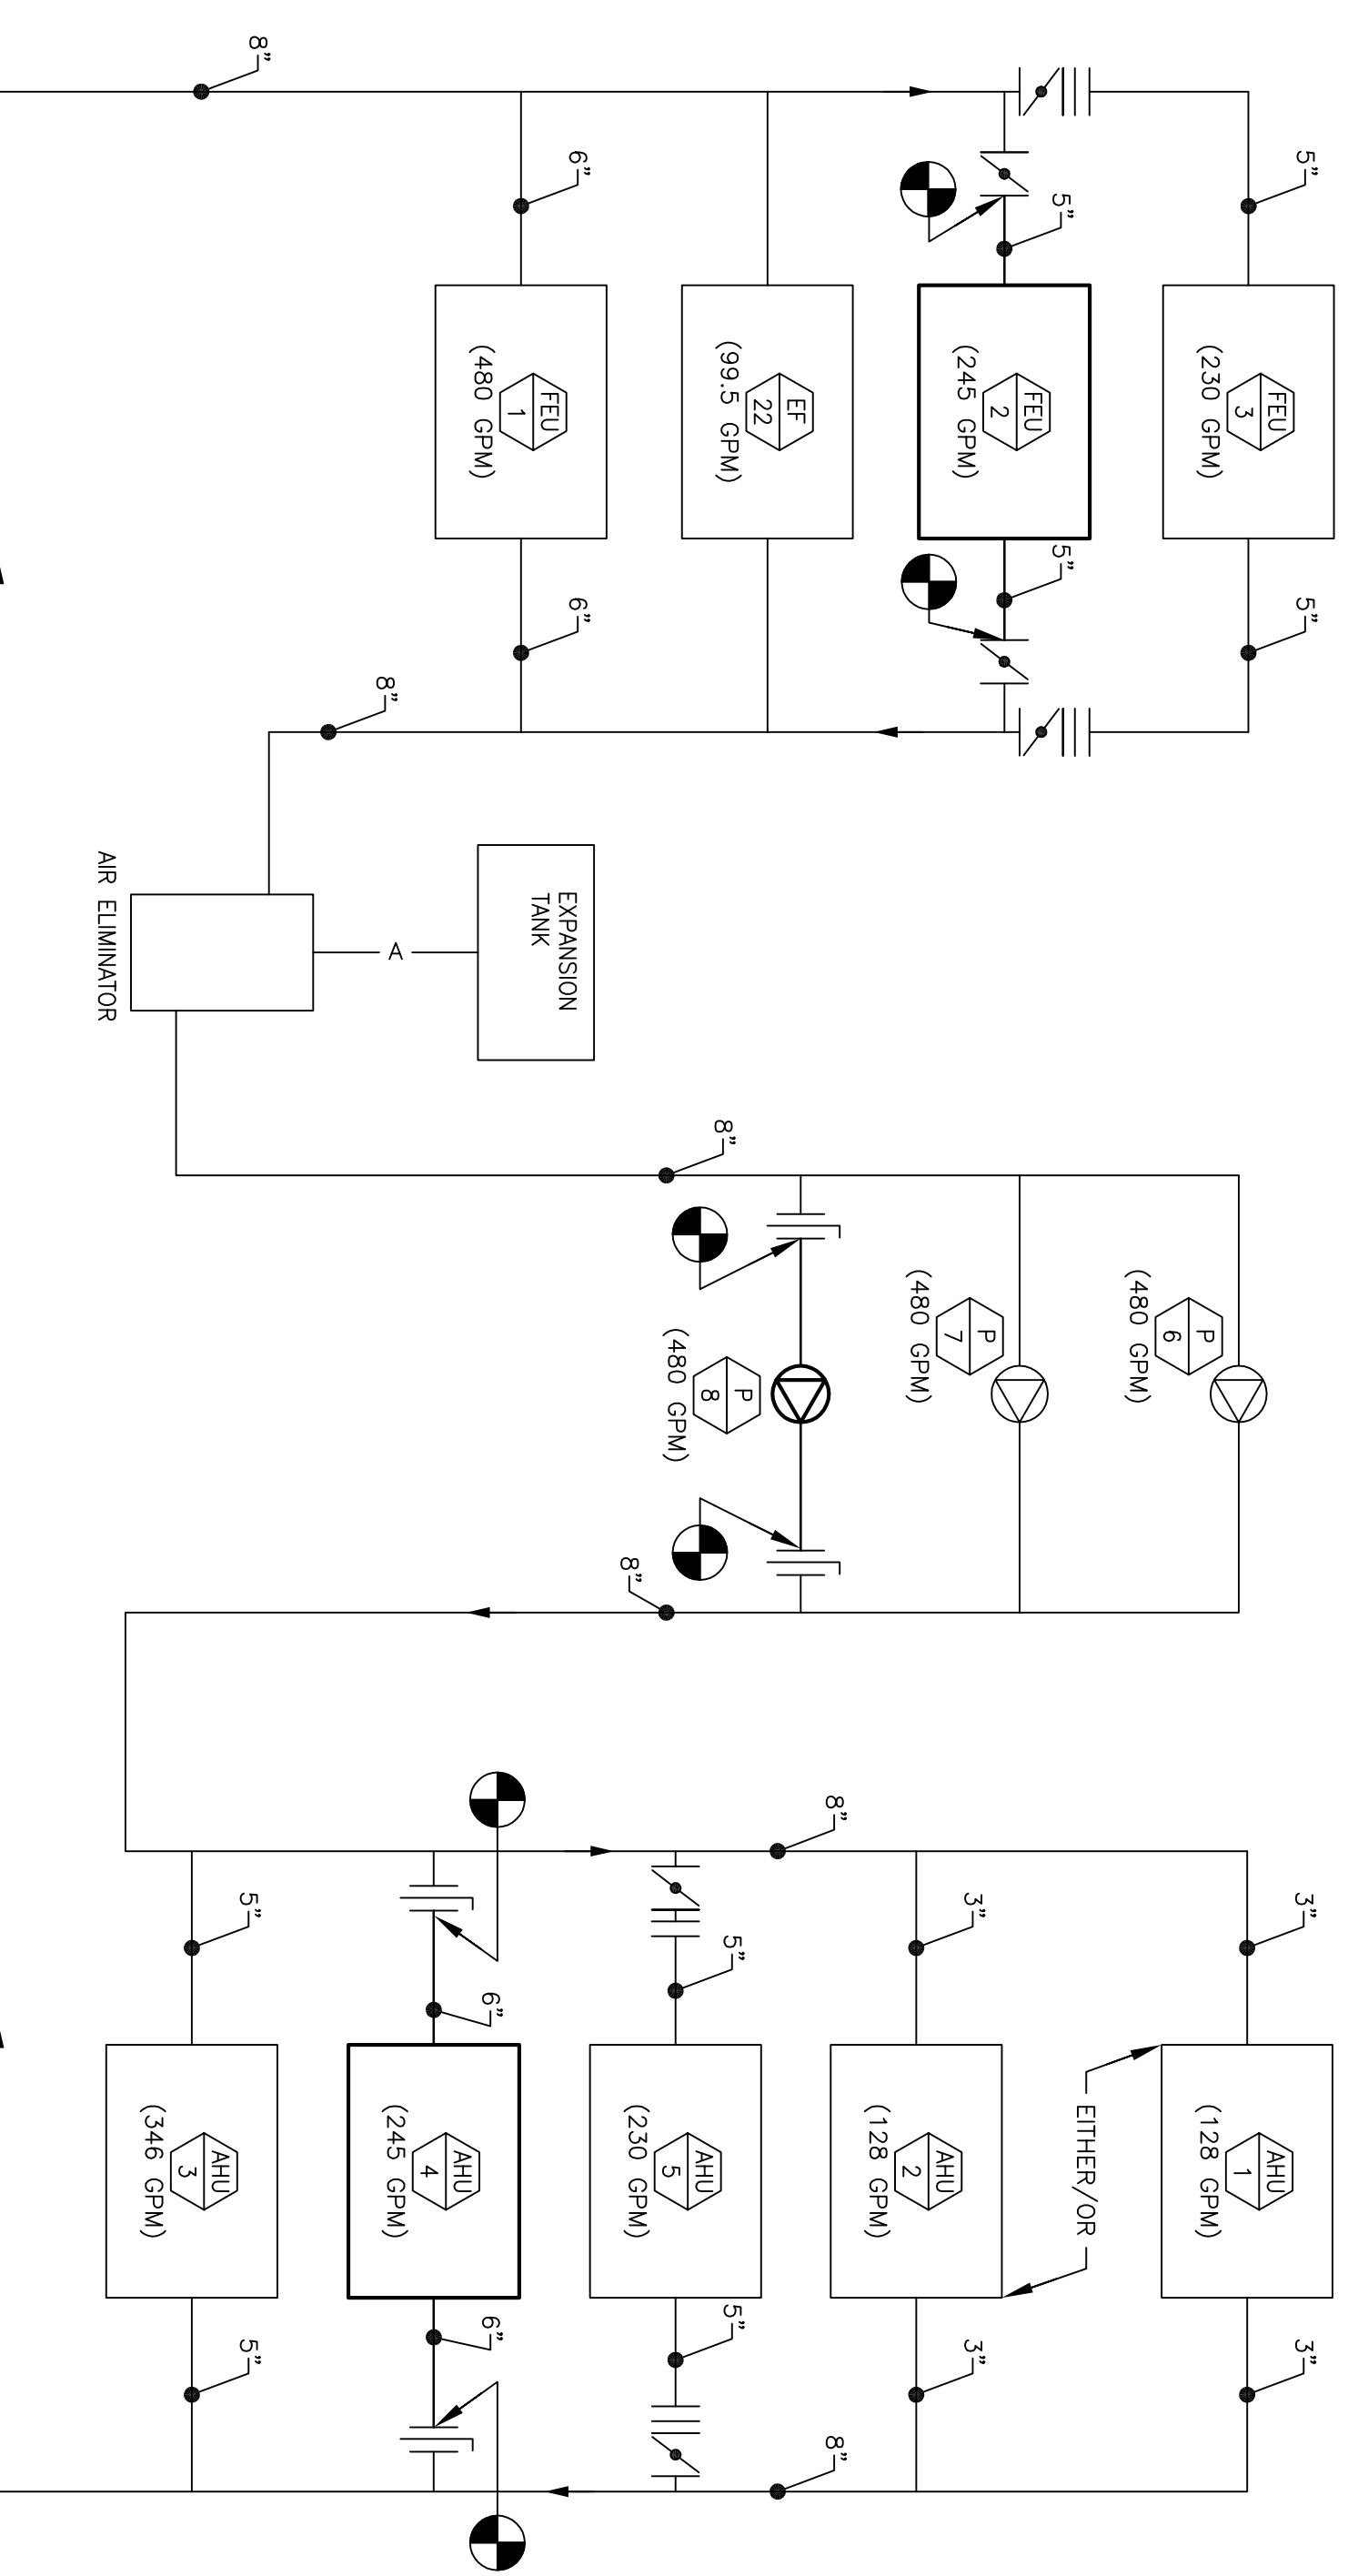 5" 5"
FEU
3
(230 GPM)
5" 5"
FEU
2
(245 GPM)
EF
22
(99.5 GPM)
6" 6"
FEU
1
(480 GPM)
8"
8"
EXPANSION
TANK
A
AIR ELIMINATOR
P
6
(480 GPM)
P
7
(480 GPM)
8"
P
8
(480 GPM)
8"
3" 3"
AHU
1
(128 GPM)
EITHER/OR
3" 3"
AHU
2
(128 GPM)
8" 8"
5" 5"
AHU
5
(230 GPM)
6" 6"
AHU
4
(245 GPM)
5" 5"
AHU
3
(346 GPM)